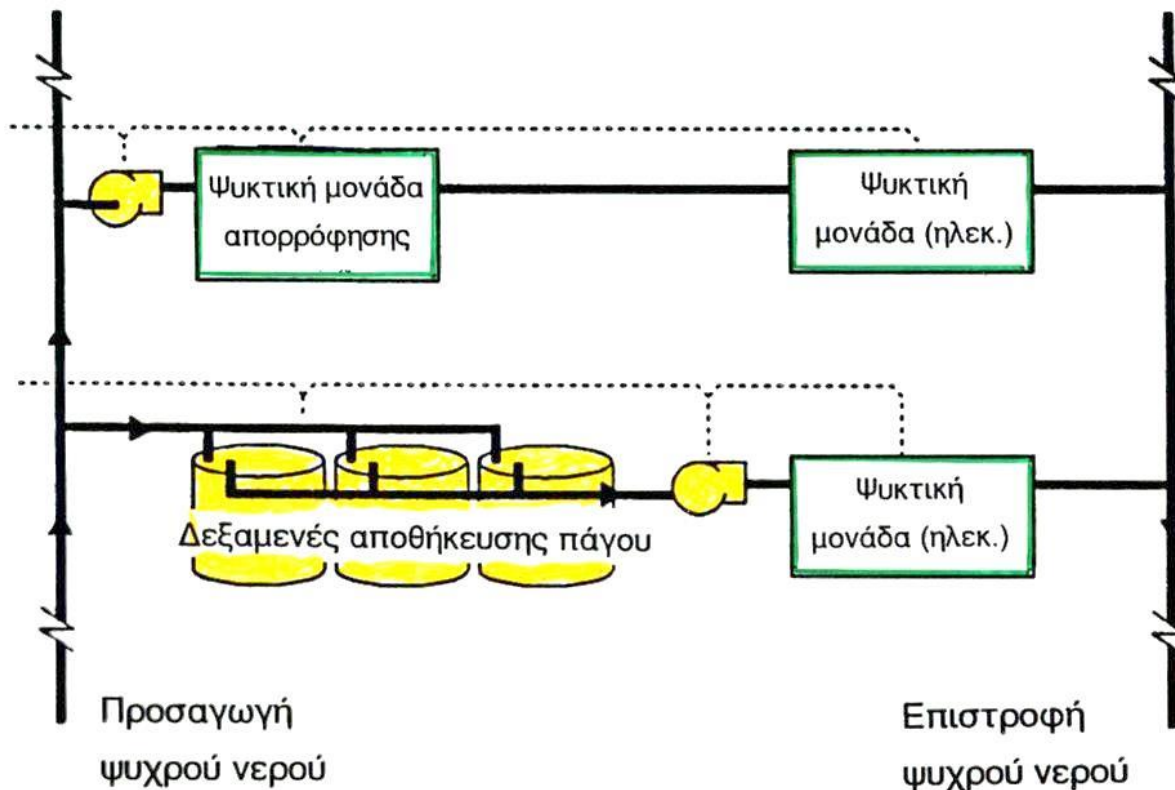 Ψυκτική μονάδα
απορρόφησης
Ψυκτική
μονάδα (ηλεκ.)
Δεξαμενές αποθήκευσης πάγου
Ψυκτική
μονάδα (ηλεκ.)
Προσαγωγή
ψυχρού νερού
Επιστροφή
ψυχρού νερού